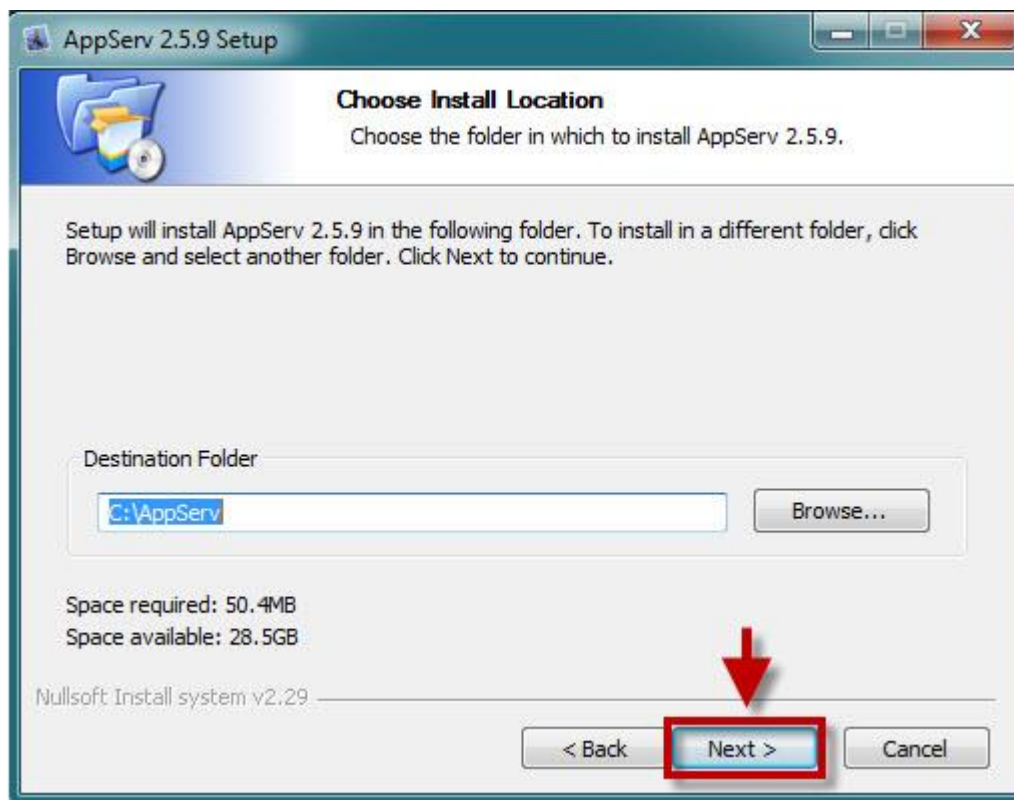 AppServ 2.5.9 Setup
Choose Install Location
Choose the folder in which to install AppServ 2.5.9.
Setup will install AppServ 2.5.9 in the following folder. To install in a different folder, click
Browse and select another folder. Click Next to continue.
Destination Folder
C:\AppServ
Browse...
Space required: 50.4MB
Space available: 28.5GB
Nullsoft Install system v2.29
< Back
Next >
Cancel